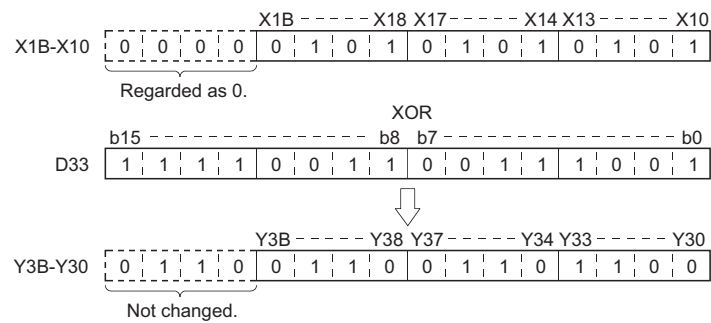 X1B X18 X17 X14 X13 X10
X1B-X10 0 0 0 0 0 1 0 1 0 1 0 1 0 1 0 1
Regarded as 0.
XOR
b15 b8 b7 b0
D33 1 1 1 1 0 0 1 1 0 0 1 1 1 0 0 1
Y3B Y38 Y37 Y34 Y33 Y30
Y3B-Y30 0 1 1 0 0 1 1 0 0 1 1 0 1 1 0 0
Not changed.